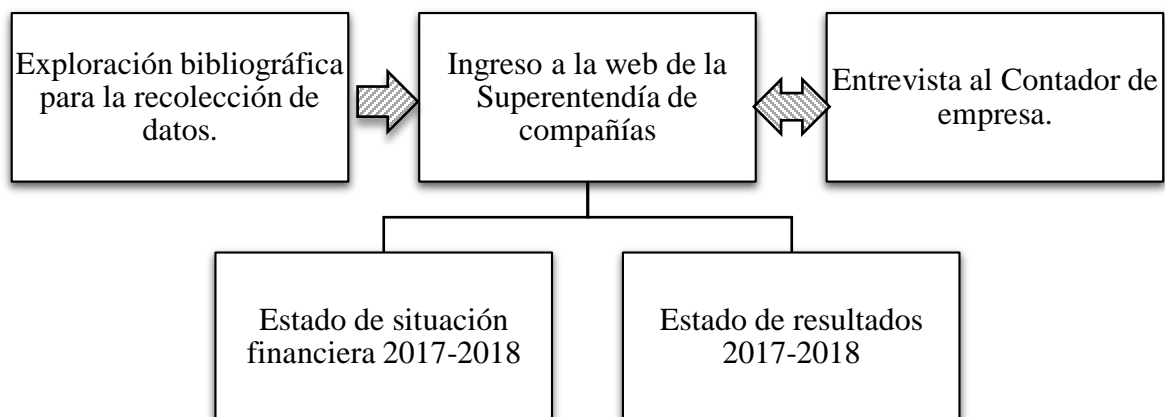 Exploración bibliográfica
para la recolección de
datos.
Ingreso a la web de la
Superentendía de
compañías
Entrevista al Contador de
empresa.
Estado de situación
financiera 2017-2018
Estado de resultados
2017-2018